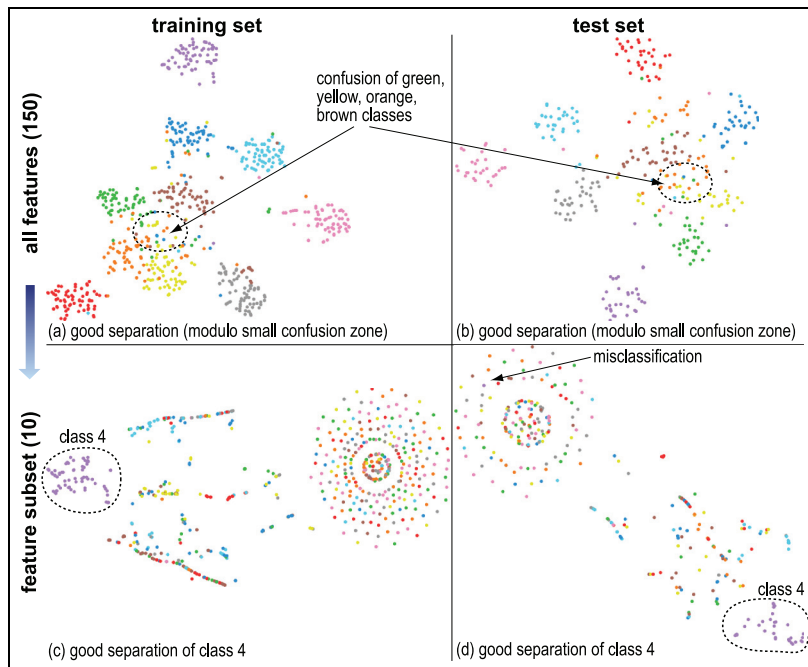 training set
test set
all features (150)
confusion of green,
yellow, orange,
brown classes
(a) good separation (modulo small confusion zone)
(b) good separation (modulo small confusion zone)
feature subset (10)
class 4
(c) good separation of class 4
misclassification
class 4
(d) good separation of class 4